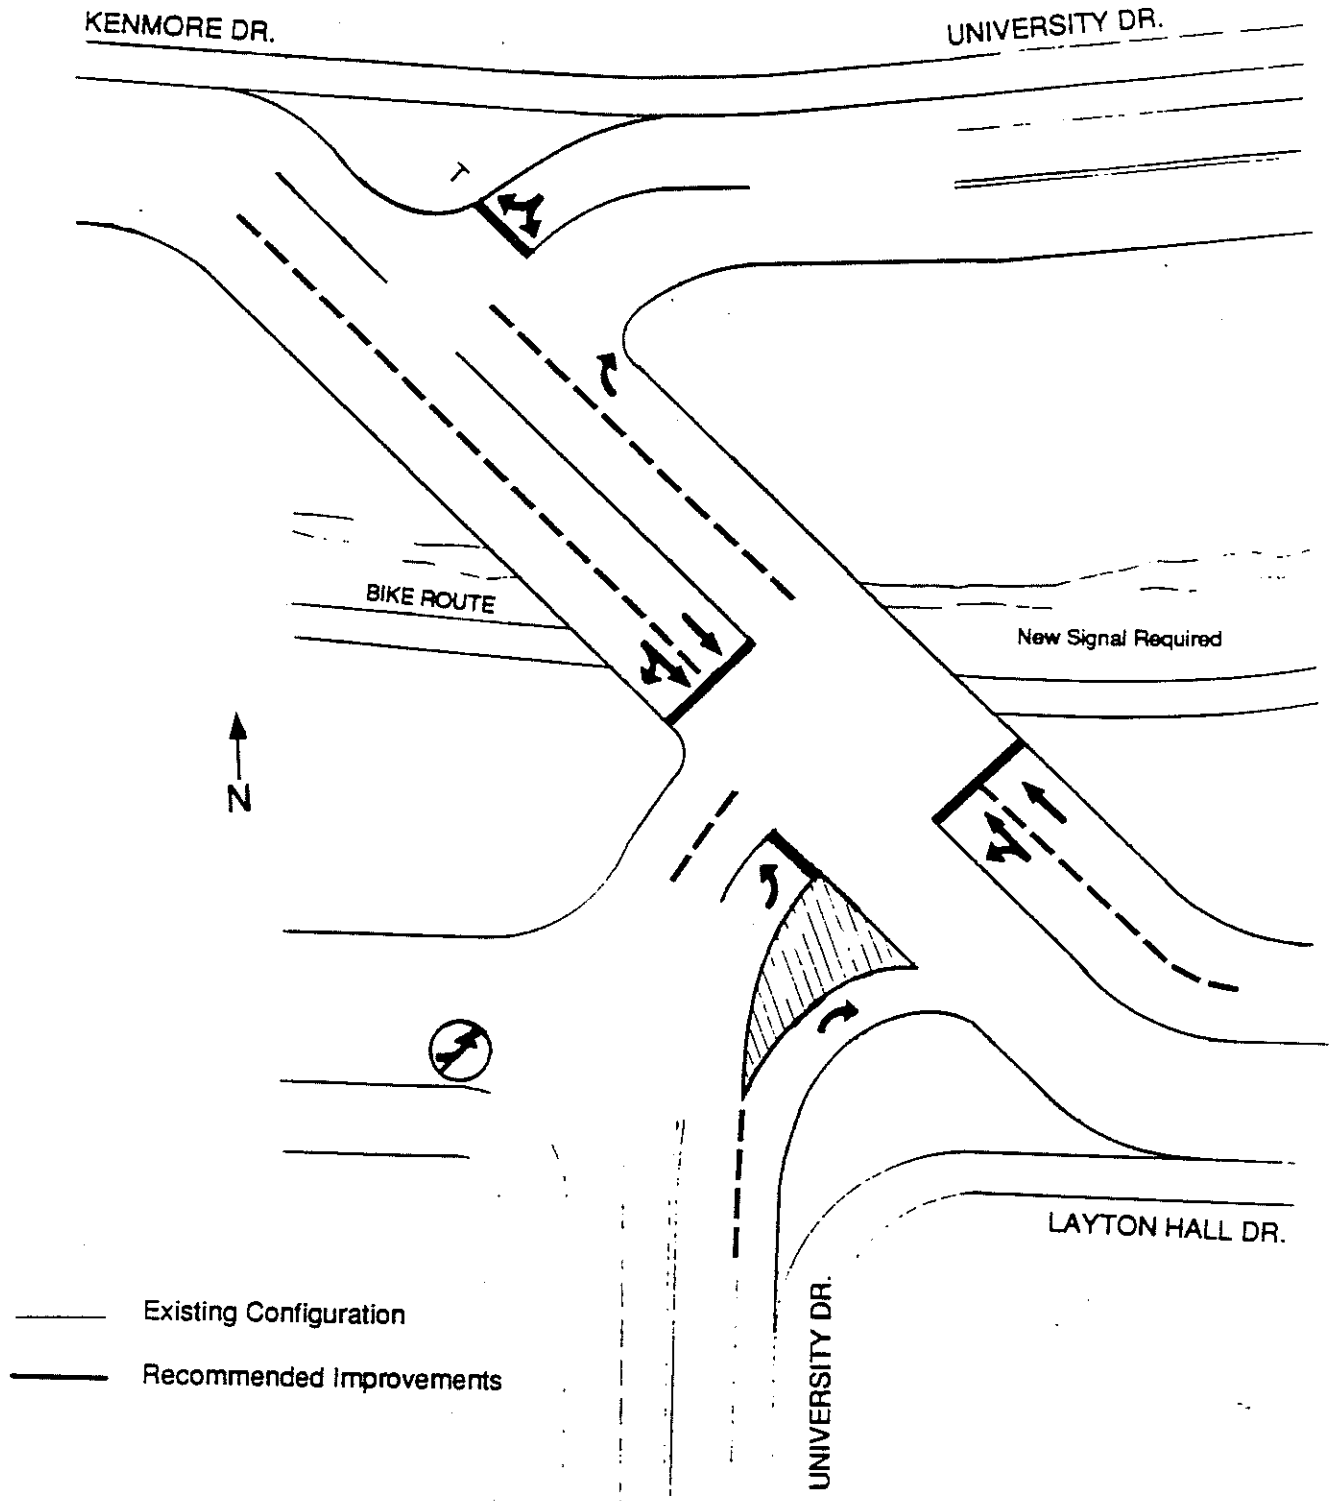 KENMORE DR.
UNIVERSITY DR.
T
BIKE ROUTE
New Signal Required
N
LAYTON HALL DR.
UNIVERSITY DR.
Existing Configuration
Recommended Improvements